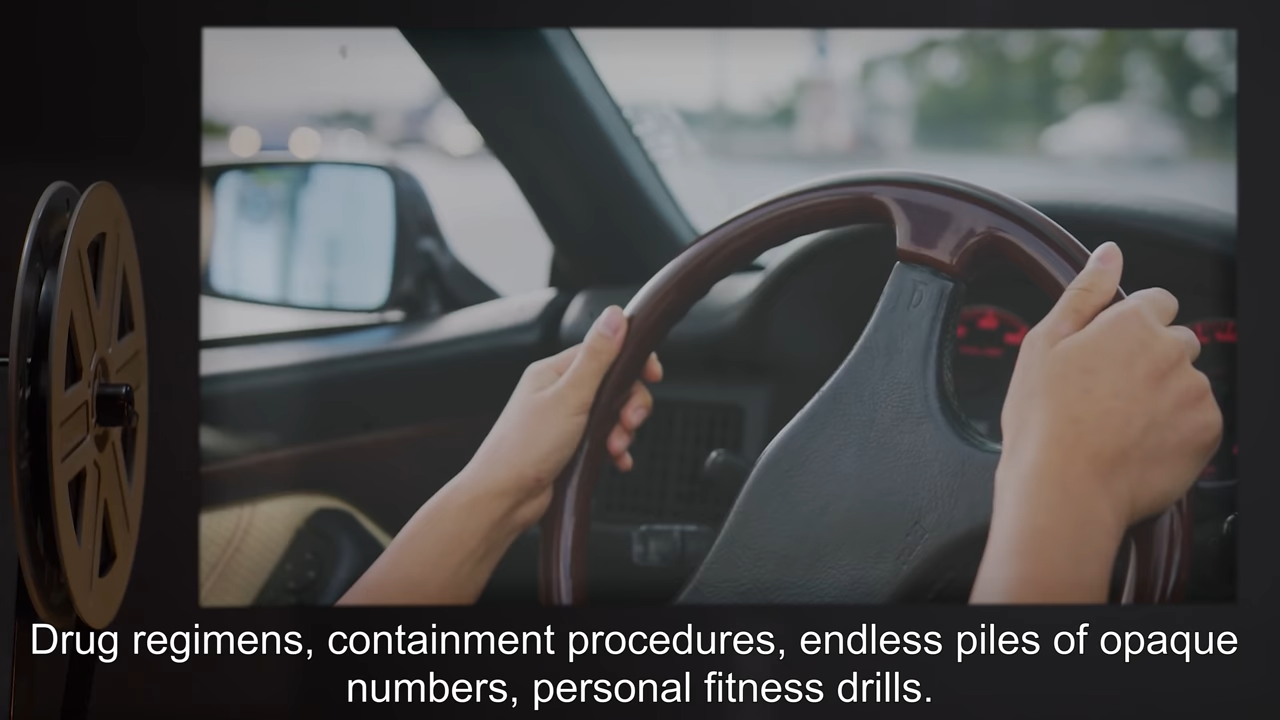 Drug regimens, containment procedures, endless piles of opaque
numbers, personal fitness drills.